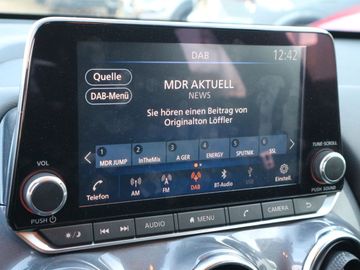 DAB 12:42
Quelle
MDR AKTUELL
NEWS
DAB-Menü
Sie hören einen Beitrag von
Originalton Löffler
1 2 3 4 5 6
MDR JUMP InTheMix A GER ENERGY SPUTNIK SSL
VOL
TUNE·SCROLL
Telefon AM FM DAB BT-Audio USB Einstell.
PUSH
PUSH SOUND
AUDIO MENU CAMERA